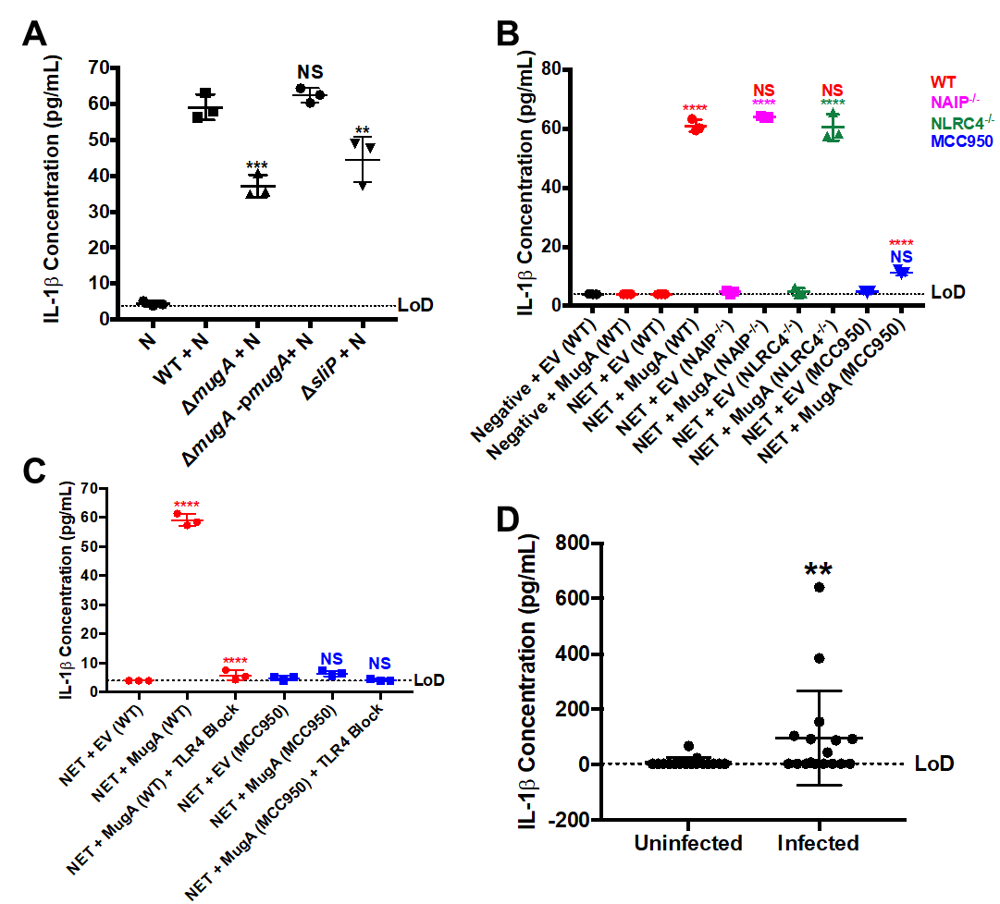 A
IL-1β Concentration (pg/mL)
70
60
50
40
30
20
10
0
NS
***
**
LoD
N
WT + N
ΔmugA + N
ΔmugA -pmugA+ N
ΔsliP + N
B
IL-1β Concentration (pg/mL)
80
60
40
20
0
****
NS
****
NS
****
****
NS
LoD
WT
NAIP-/-
NLRC4-/-
MCC950
Negative + EV (WT)
Negative + MugA (WT)
NET + EV (WT)
NET + MugA (WT)
NET + EV (NAIP-/-)
NET + MugA (NAIP-/-)
NET + EV (NLRC4-/-)
NET + MugA (NLRC4-/-)
NET + EV (MCC950)
NET + MugA (MCC950)
C
IL-1β Concentration (pg/mL)
70
60
50
40
30
20
10
0
****
****
NS
NS
LoD
NET + EV (WT)
NET + MugA (WT)
NET + MugA (WT) + TLR4 Block
NET + EV (MCC950)
NET + MugA (MCC950)
NET + MugA (MCC950) + TLR4 Block
D
IL-1β Concentration (pg/mL)
800
600
400
200
0
-200
**
LoD
Uninfected
Infected